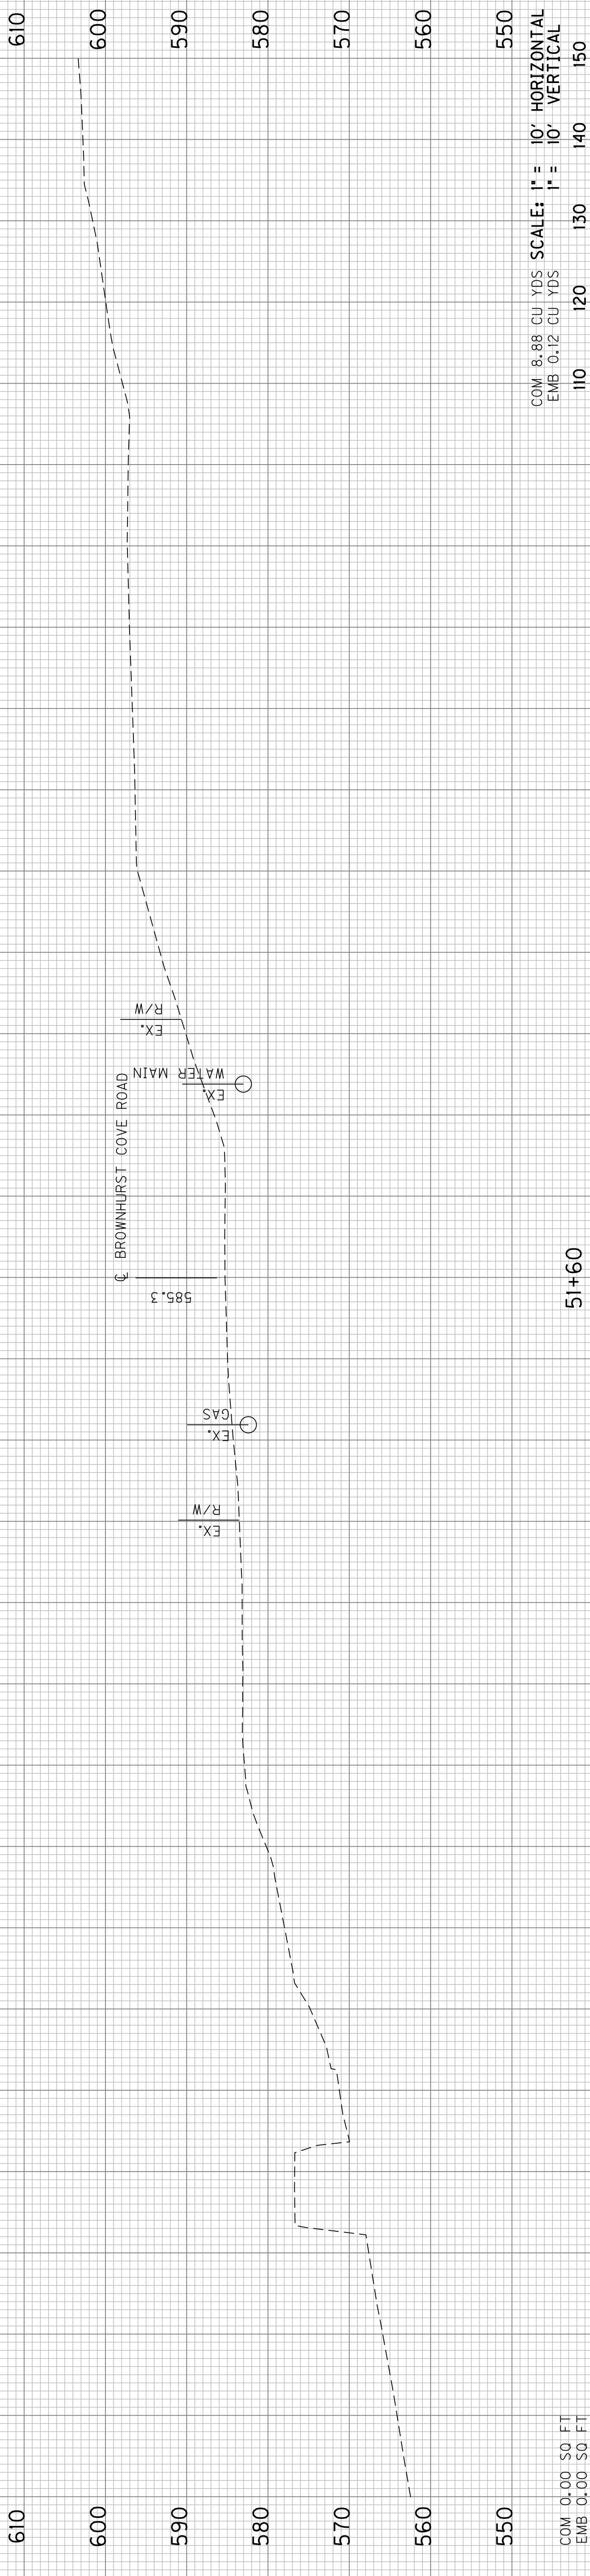 610
600
590
580
570
560
550
℄ BROWNHURST COVE ROAD
585.3
EX.
R/W
EX.
GAS
EX.
WATER MAIN
EX.
R/W
610
600
590
580
570
560
550
COM 0.00 SQ FT
EMB 0.00 SQ FT
51+60
COM 8.88 CU YDS
EMB 0.12 CU YDS
SCALE: 1" = 10' HORIZONTAL
1" = 10' VERTICAL
110 120 130 140 150